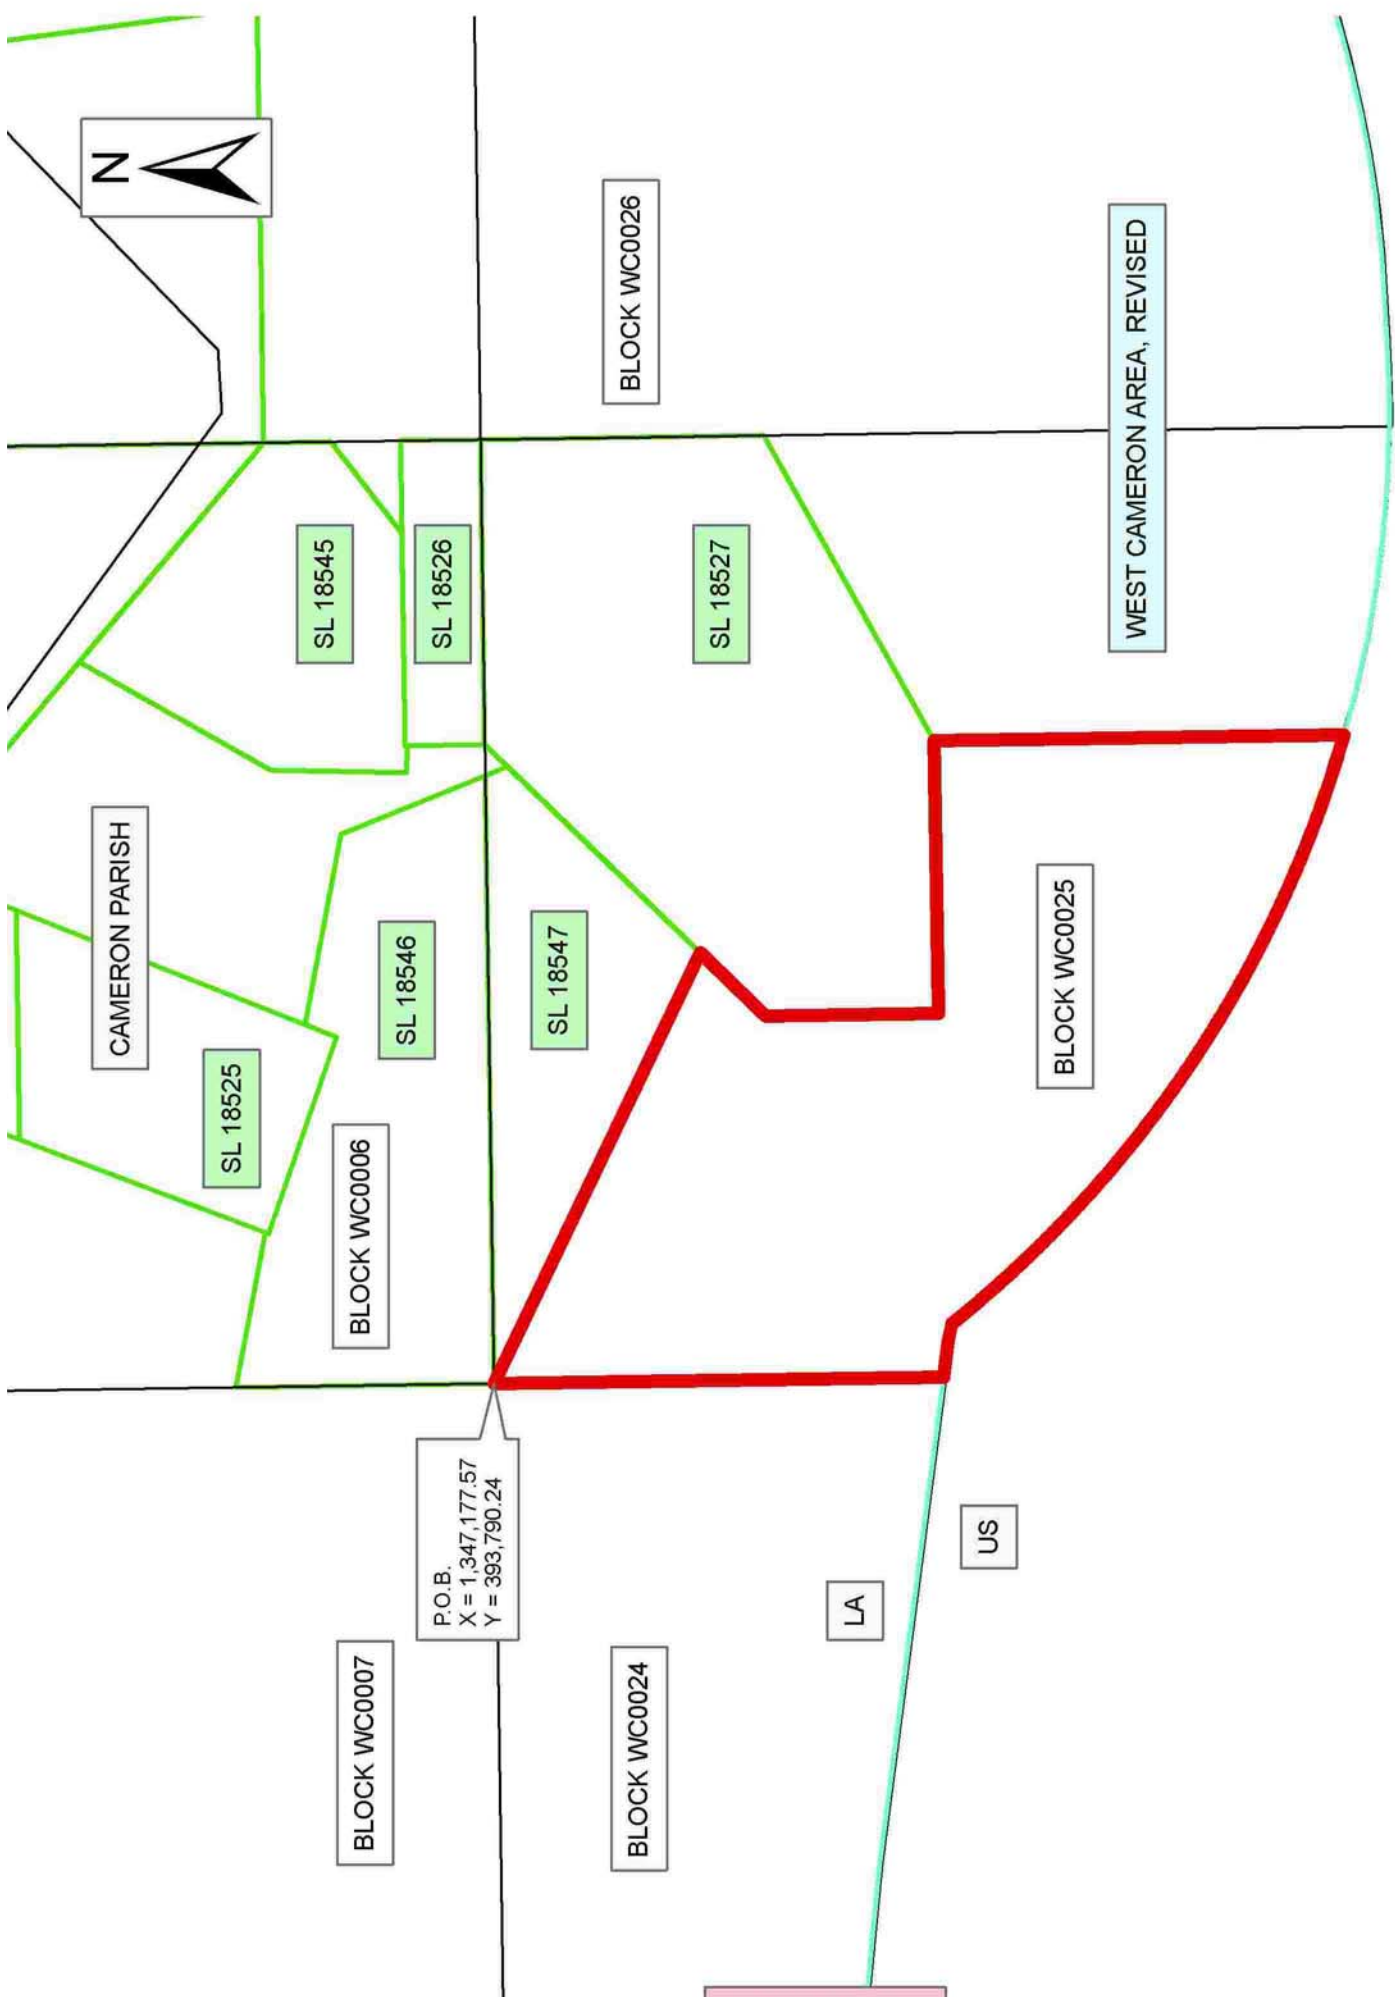 N
CAMERON PARISH
SL 18525
SL 18545
BLOCK WC0007
BLOCK WC0006
SL 18546
SL 18526
P.O.B.
X = 1,347,177.57
Y = 393,790.24
SL 18547
BLOCK WC0024
BLOCK WC0026
SL 18527
LA
US
BLOCK WC0025
WEST CAMERON AREA, REVISED